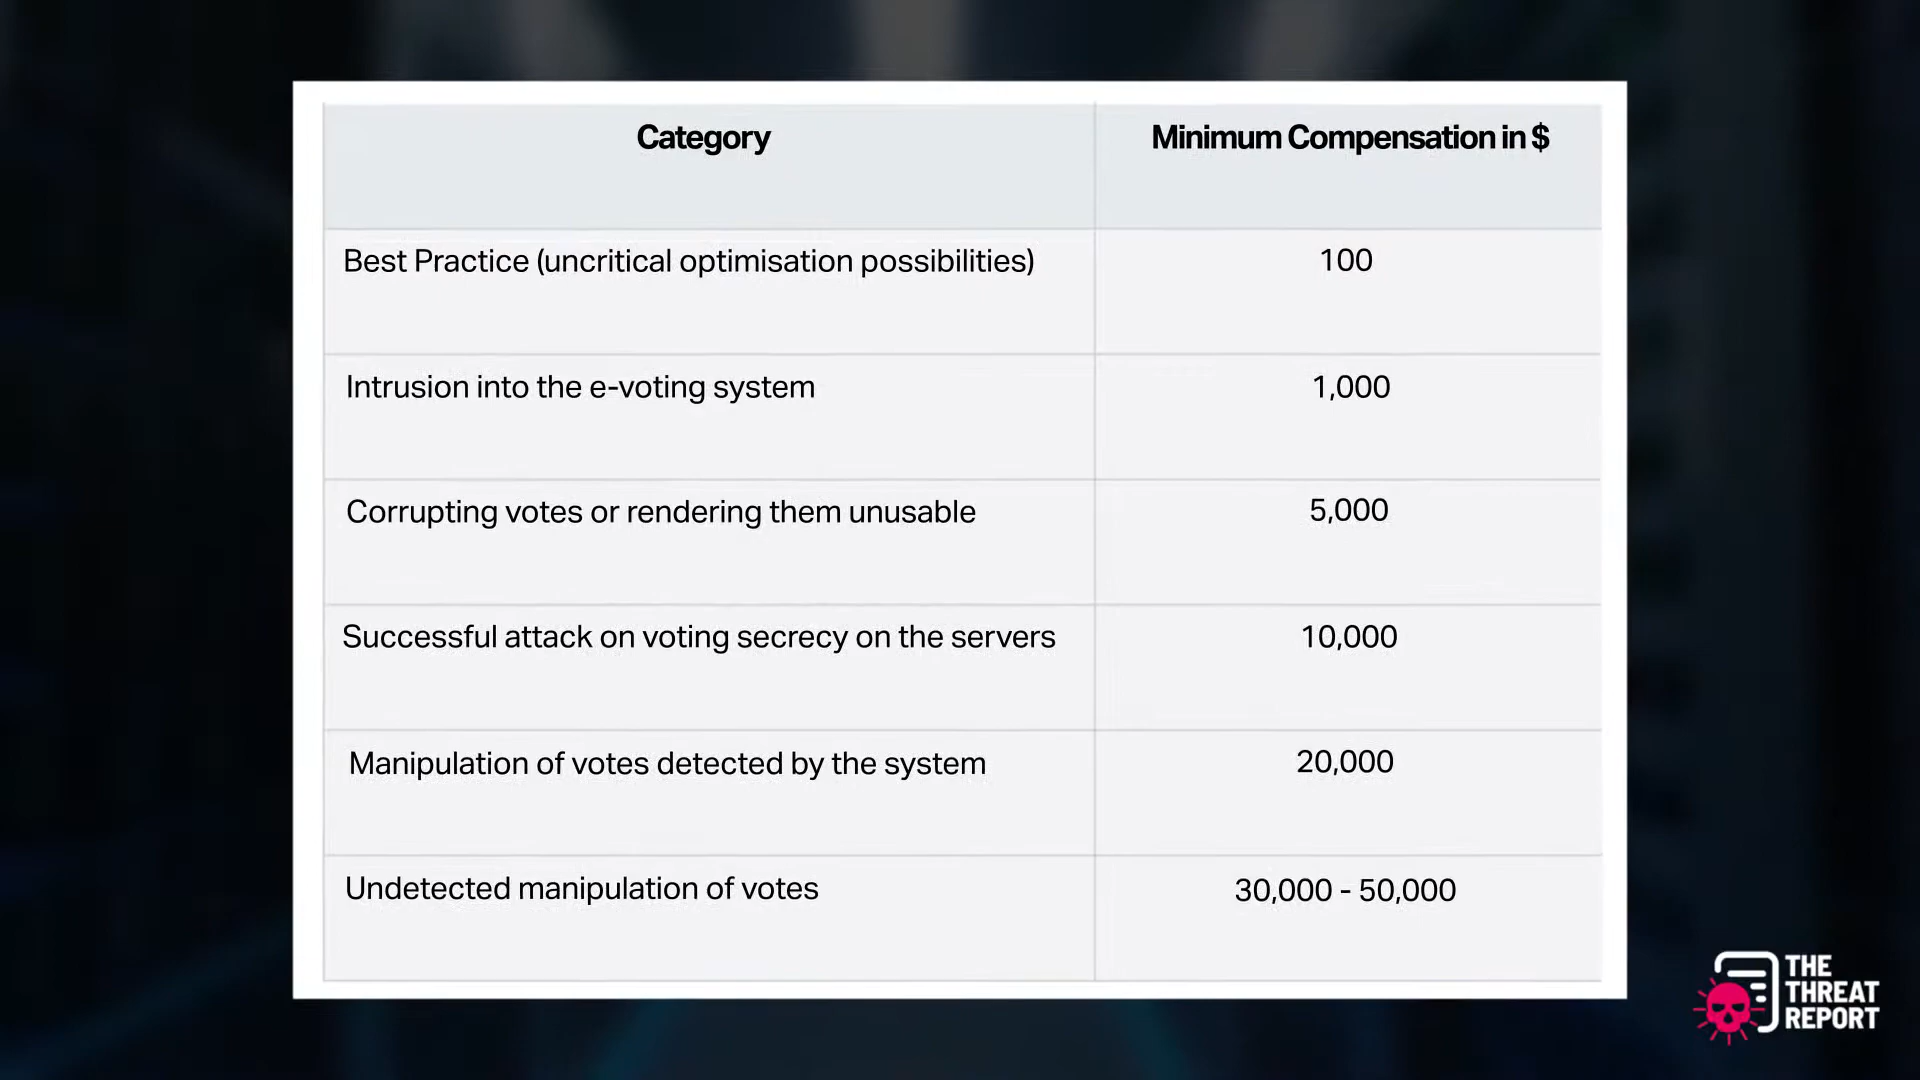 Category
Minimum Compensation in $
Best Practice (uncritical optimisation possibilities)
100
Intrusion into the e-voting system
1,000
Corrupting votes or rendering them unusable
5,000
Successful attack on voting secrecy on the servers
10,000
Manipulation of votes detected by the system
20,000
Undetected manipulation of votes
30,000 - 50,000
THE
THREAT
REPORT